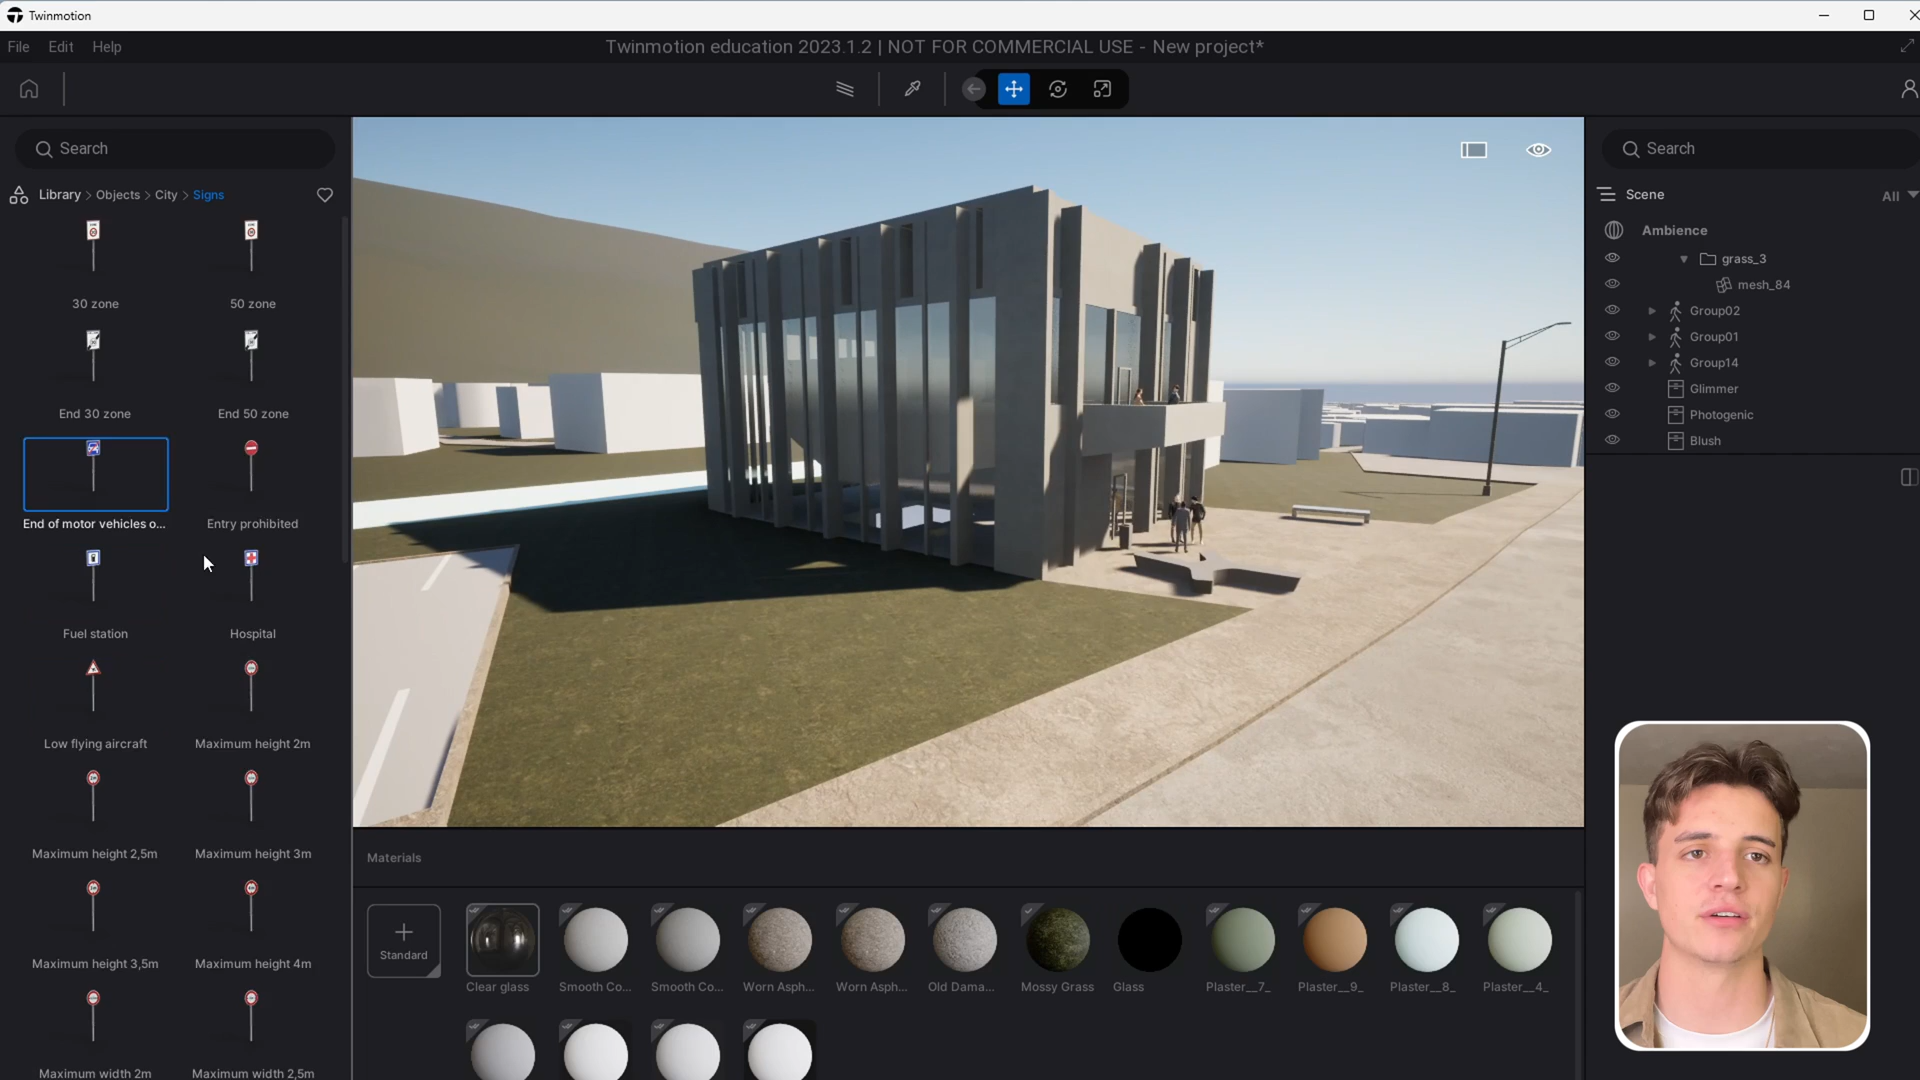 Twinmotion
File Edit Help
Twinmotion education 2023.1.2 | NOT FOR COMMERCIAL USE - New project*
Search
Library > Objects > City > Signs
30 zone
50 zone
End 30 zone
End 50 zone
End of motor vehicles o...
Entry prohibited
Fuel station
Hospital
Low flying aircraft
Maximum height 2m
Maximum height 2,5m
Maximum height 3m
Maximum height 3,5m
Maximum height 4m
Maximum width 2m
Maximum width 2,5m
Search
Scene
All
Ambience
grass_3
mesh_84
Group02
Group01
Group14
Glimmer
Photogenic
Blush
Materials
Standard
Clear glass
Smooth Co...
Smooth Co...
Worn Asph...
Worn Asph...
Old Dama...
Mossy Grass
Glass
Plaster__7_
Plaster__9_
Plaster__8_
Plaster__4_